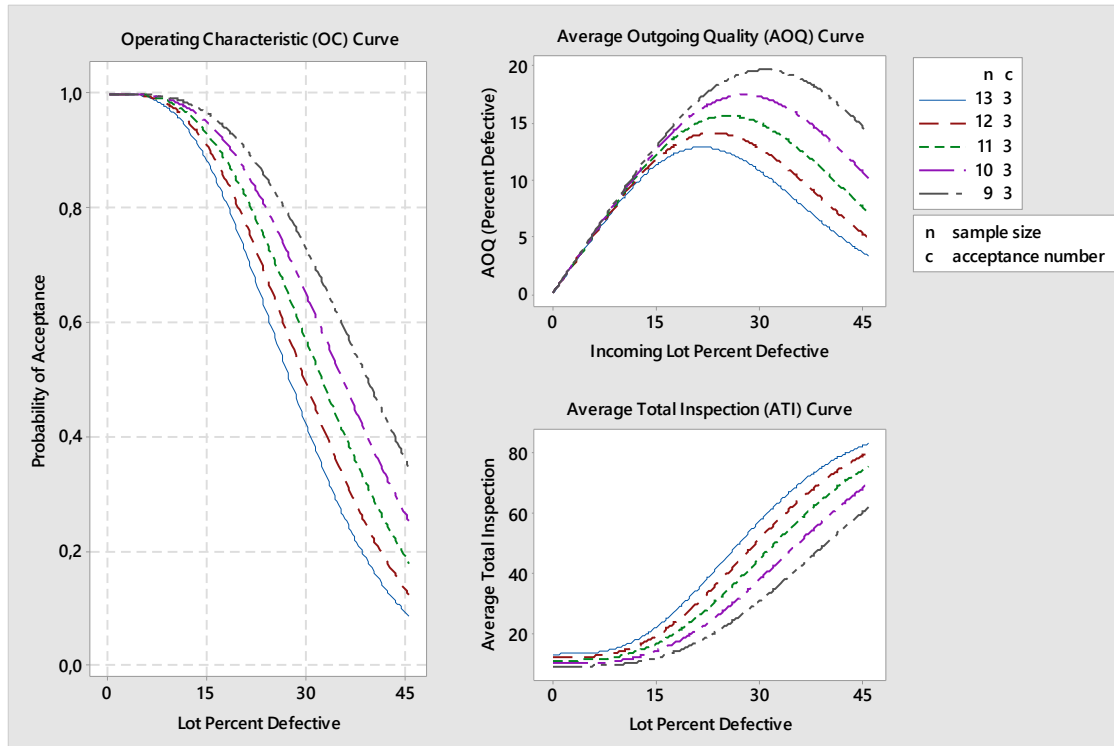 Operating Characteristic (OC) Curve
1,0
0,8
0,6
0,4
0,2
0,0
Probability of Acceptance
0 15 30 45
Lot Percent Defective
Average Outgoing Quality (AOQ) Curve
20
15
10
5
0
AOQ (Percent Defective)
0 15 30 45
Incoming Lot Percent Defective
n c
13 3
12 3
11 3
10 3
9 3
n sample size
c acceptance number
Average Total Inspection (ATI) Curve
80
60
40
20
Average Total Inspection
0 15 30 45
Lot Percent Defective